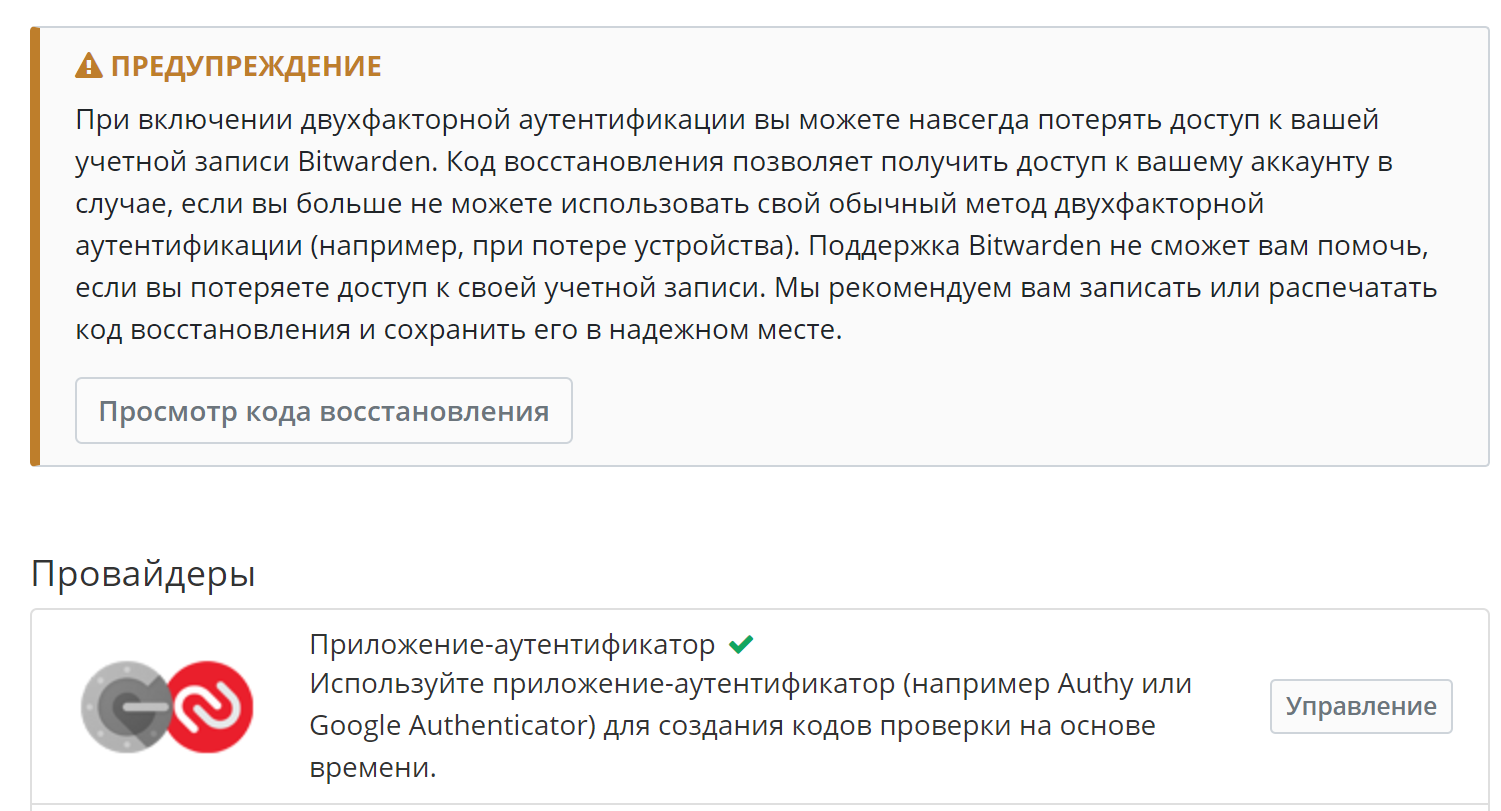 ПРЕДУПРЕЖДЕНИЕ
При включении двухфакторной аутентификации вы можете навсегда потерять доступ к вашей
учетной записи Bitwarden. Код восстановления позволяет получить доступ к вашему аккаунту в
случае, если вы больше не можете использовать свой обычный метод двухфакторной
аутентификации (например, при потере устройства). Поддержка Bitwarden не сможет вам помочь,
если вы потеряете доступ к своей учетной записи. Мы рекомендуем вам записать или распечатать
код восстановления и сохранить его в надежном месте.
Просмотр кода восстановления
Провайдеры
Приложение-аутентификатор
Используйте приложение-аутентификатор (например Authy или
Google Authenticator) для создания кодов проверки на основе
времени.
Управление